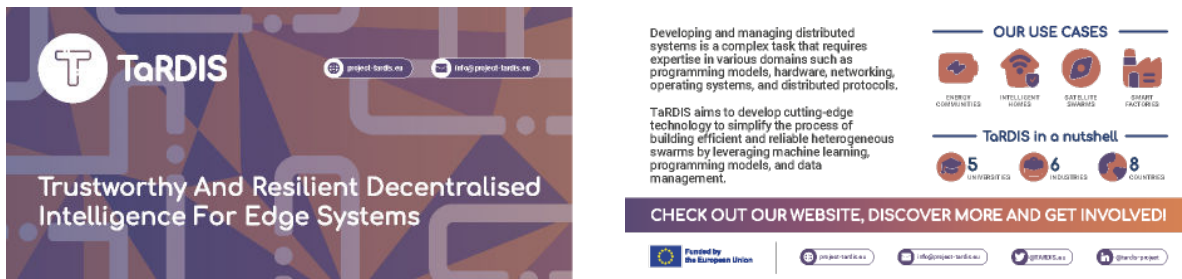 TaRDIS
project-tardis.eu
info@project-tardis.eu
Trustworthy And Resilient Decentralised
Intelligence For Edge Systems
Developing and managing distributed
systems is a complex task that requires
expertise in various domains such as
programming models, hardware, networking,
operating systems, and distributed protocols.
TaRDIS aims to develop cutting-edge
technology to simplify the process of
building efficient and reliable heterogeneous
swarms by leveraging machine learning,
programming models, and data
management.
OUR USE CASES
ENERGY
COMMUNITIES
INTELLIGENT
HOMES
SATELLITE
SWARMS
SMART
FACTORIES
TaRDIS in a nutshell
5
UNIVERSITIES
6
INDUSTRIES
8
COUNTRIES
CHECK OUT OUR WEBSITE, DISCOVER MORE AND GET INVOLVED!
Funded by
the European Union
project-tardis.eu
info@project-tardis.eu
@TARDIS_eu
@tardis-project